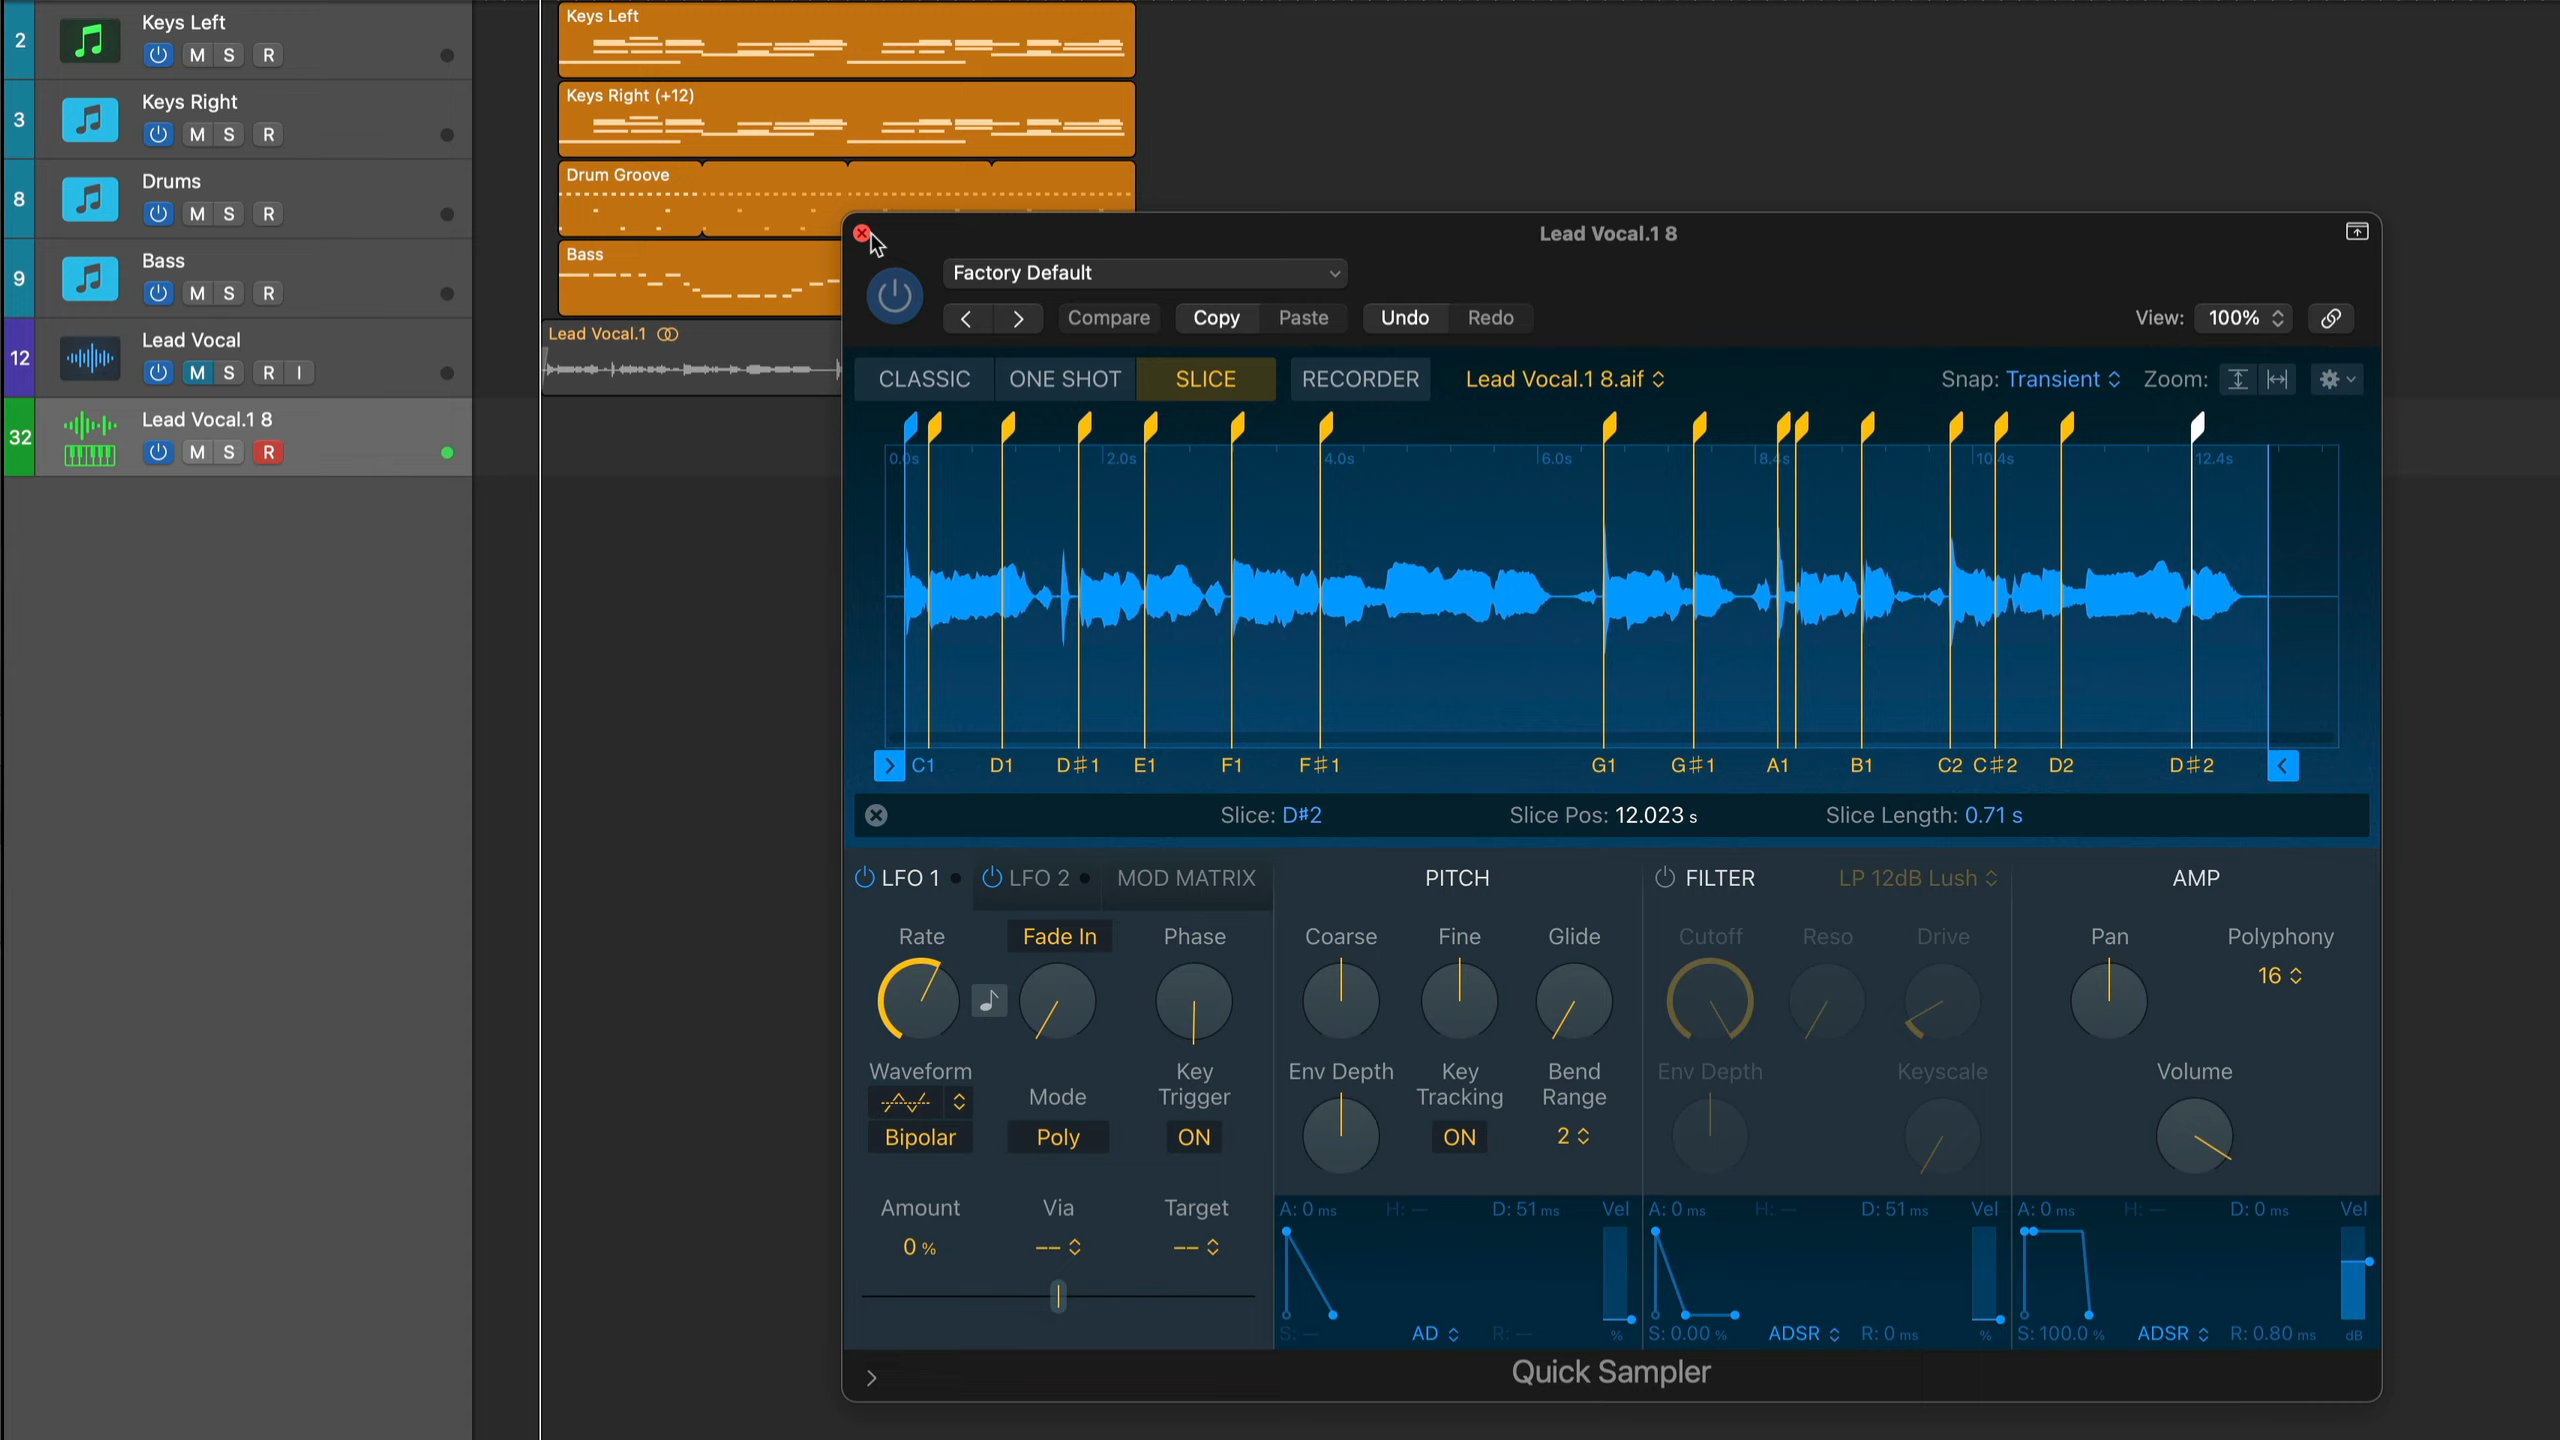 2
Keys Left
M S R
3
Keys Right
M S R
8
Drums
M S R
9
Bass
M S R
12
Lead Vocal
M S R I
32
Lead Vocal.1 8
M S R
Keys Left
Keys Right (+12)
Drum Groove
Bass
Lead Vocal.1
Lead Vocal.1 8
Factory Default
Compare Copy Paste Undo Redo
View: 100%
CLASSIC ONE SHOT SLICE RECORDER Lead Vocal.1 8.aif Snap: Transient Zoom:
0.0s 2.0s 4.0s 6.0s 8.4s 10.4s 12.4s
C1 D1 D♯1 E1 F1 F♯1 G1 G♯1 A1 B1 C2 C♯2 D2 D♯2
Slice: D#2 Slice Pos: 12.023 s Slice Length: 0.71 s
LFO 1 LFO 2 MOD MATRIX PITCH FILTER LP 12dB Lush AMP
Rate Fade In Phase Coarse Fine Glide Cutoff Reso Drive Pan Polyphony
16
Waveform Mode Key Trigger Env Depth Key Tracking Bend Range Env Depth Keyscale Volume
Bipolar Poly ON ON 2
Amount Via Target
0 % -- --
A: 0 ms H: — D: 51 ms Vel A: 0 ms H: — D: 51 ms Vel A: 0 ms H: — D: 0 ms Vel
S: — AD R: — % S: 0.00 % ADSR R: 0 ms % S: 100.0 % ADSR R: 0.80 ms dB
Quick Sampler